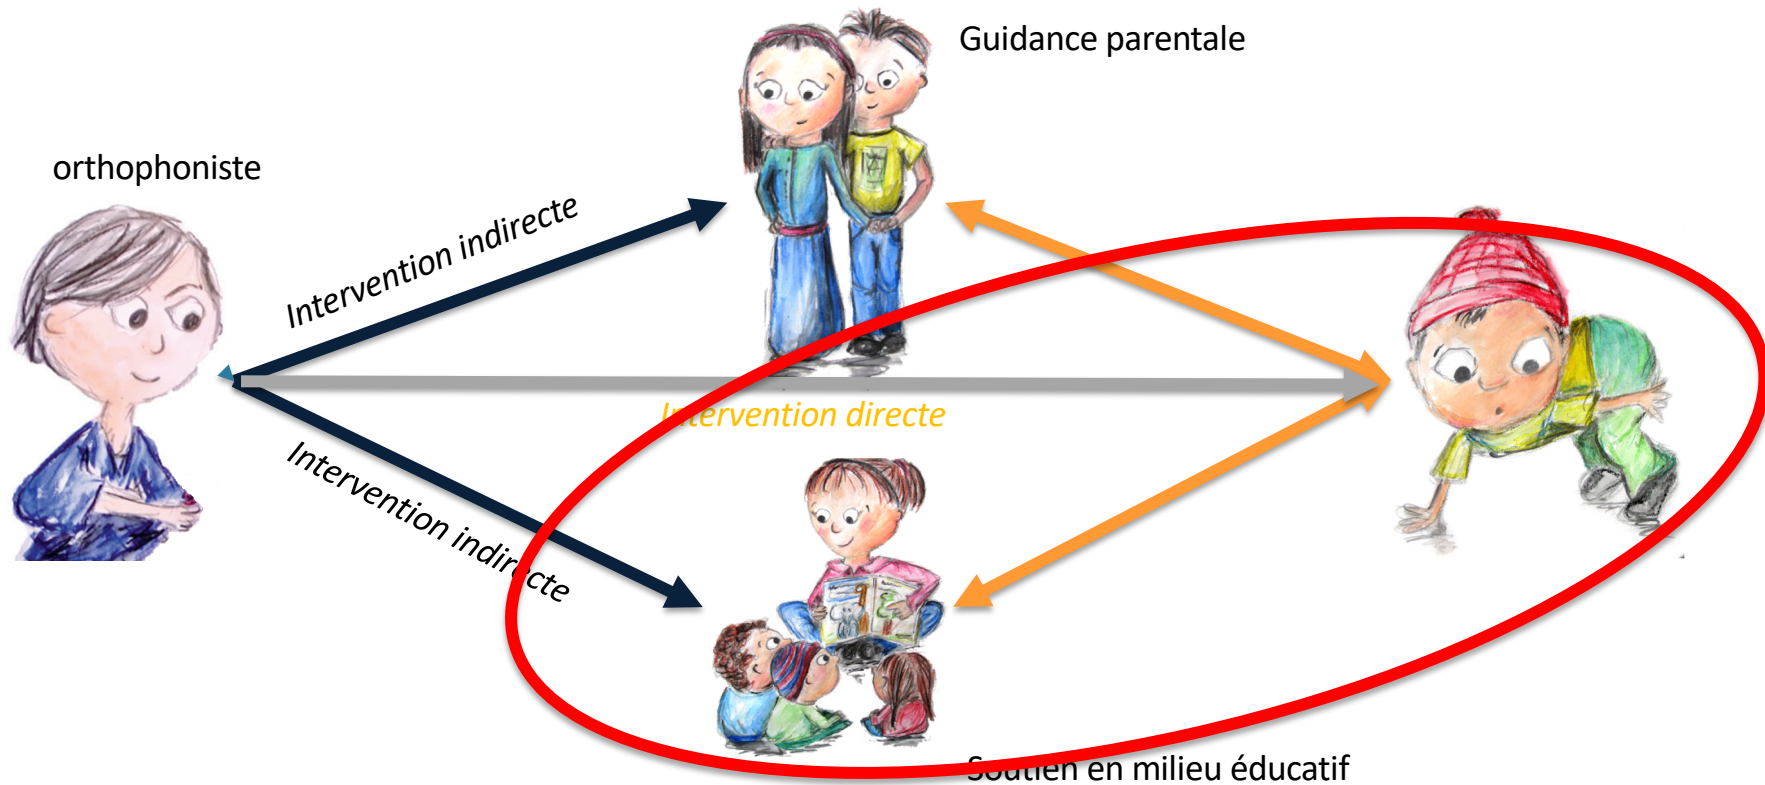 Guidance parentale
orthophoniste
Intervention indirecte
Intervention directe
Intervention indirecte
Soutien en milieu éducatif